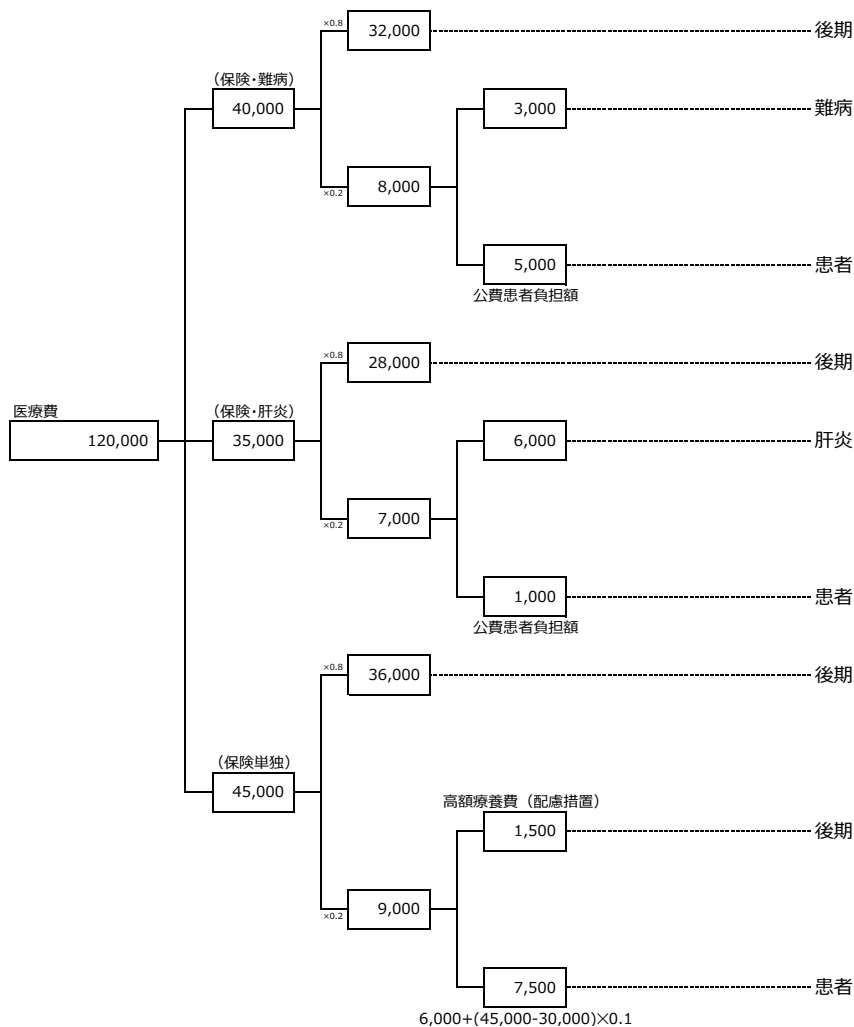 ×0.8
32,000
後期
(保険・難病)
40,000
3,000
難病
×0.2
8,000
5,000
患者
公費患者負担額
×0.8
28,000
後期
医療費
120,000
(保険・肝炎)
35,000
6,000
肝炎
×0.2
7,000
1,000
患者
公費患者負担額
×0.8
36,000
後期
(保険単独)
45,000
高額療養費(配慮措置)
1,500
後期
×0.2
9,000
7,500
患者
6,000+(45,000-30,000)×0.1